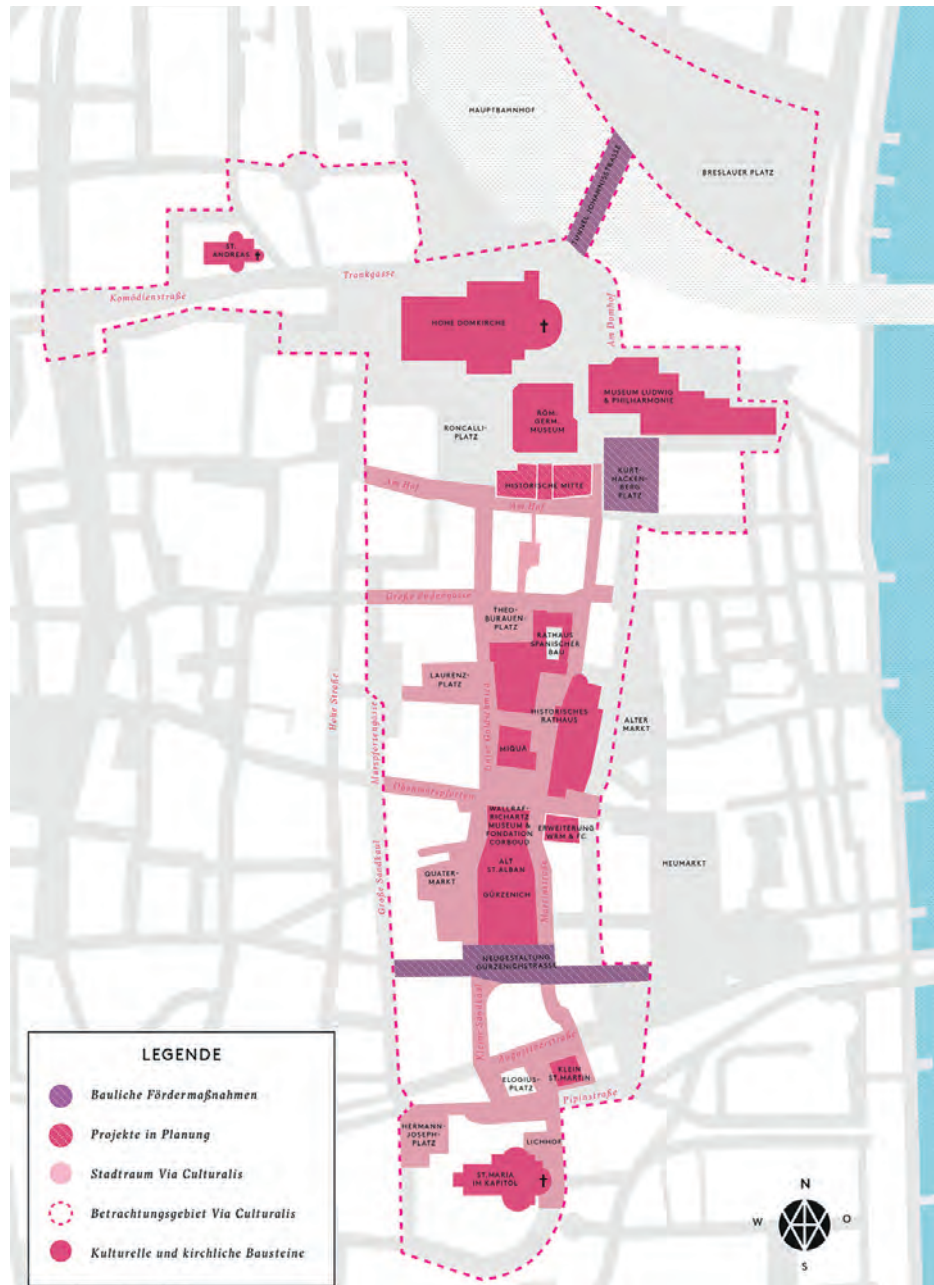 HAUPTBAHNHOF
BRESLAUER PLATZ
TUNNEL JOHANNISSTRASSE
ST.
ANDREAS
Trankgasse
Komödienstraße
HOHE DOMKIRCHE
Am Domhof
MUSEUM LUDWIG
& PHILHARMONIE
RÖM.
GERM.
MUSEUM
RONCALLI-
PLATZ
KURT-
HACKEN-
BERG
PLATZ
Am Hof
HISTORISCHE MITTE
Am Hof
Große Budengasse
THEO-
BURAUEN-
PLATZ
RATHAUS
SPANISCHER
BAU
LAURENZ-
PLATZ
Unter Goldschmied
HISTORISCHES
RATHAUS
ALTER
MARKT
Hohe Straße
Marspfortengasse
MIQUA
Obenmarspforten
WALLRAF-
RICHARTZ
MUSEUM &
FONDATION
CORBOUD
ERWEITERUNG
WRM & FC
HEUMARKT
ALT
ST.ALBAN
QUATER-
MARKT
GÜRZENICH
Martinstraße
Große Sandkaul
NEUGESTALTUNG
GÜRZENICHSTRASSE
Kleine Sandkaul
Augustinerstraße
ELOGIUS-
PLATZ
KLEIN
ST.MARTIN
Pipinstraße
HERMANN-
JOSEPH-
PLATZ
LICHHOF
ST.MARIA
IM KAPITOL
LEGENDE
Bauliche Fördermaßnahmen
Projekte in Planung
Stadtraum Via Culturalis
Betrachtungsgebiet Via Culturalis
Kulturelle und kirchliche Bausteine
N
W
O
S